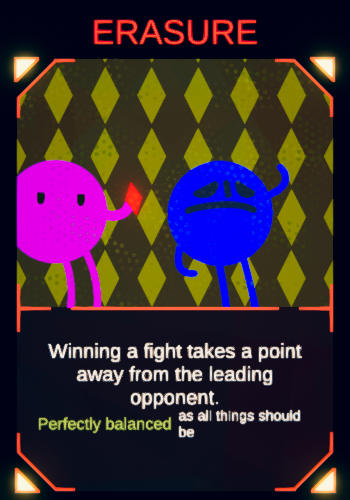 ERASURE
Winning a fight takes a point
away from the leading
opponent.
Perfectly balanced as all things should
be